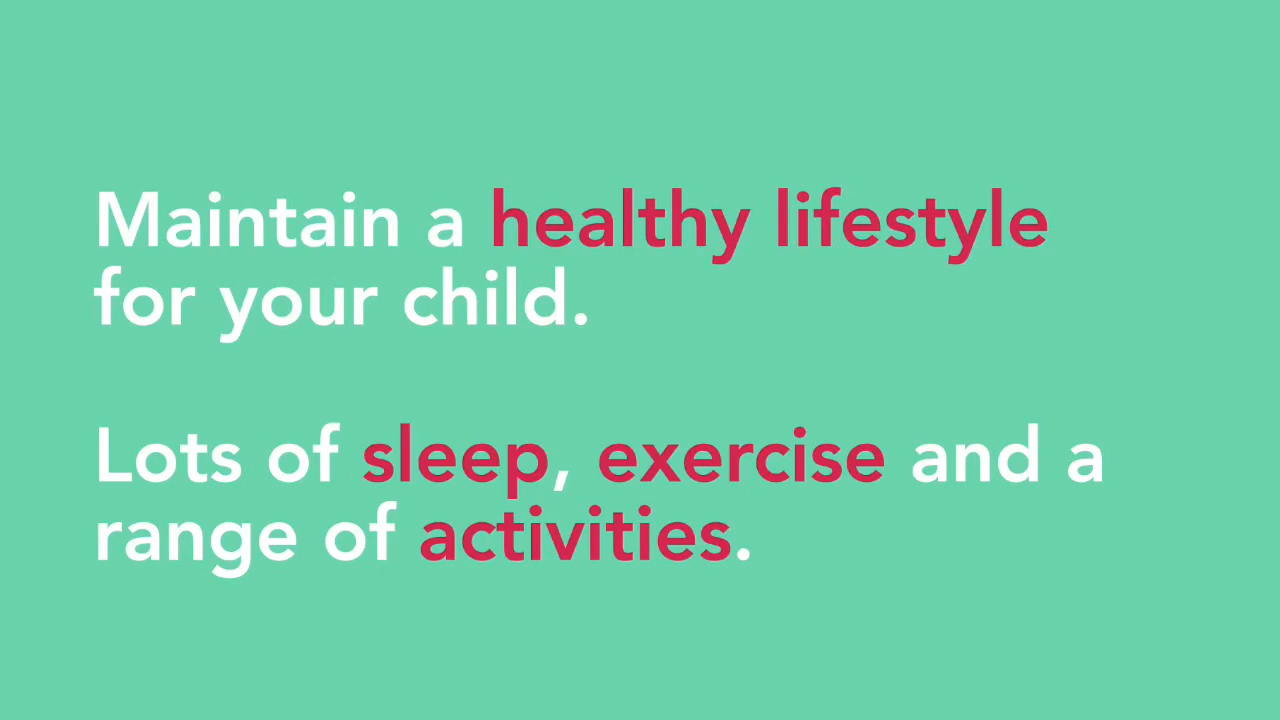 Maintain a healthy lifestyle
for your child.
Lots of sleep, exercise and a
range of activities.